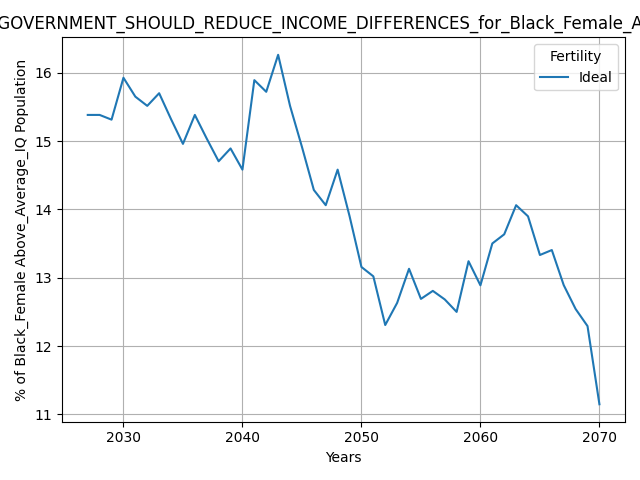 GOVERNMENT_SHOULD_REDUCE_INCOME_DIFFERENCES_for_Black_Female_A
% of Black_Female Above_Average_IQ Population
16
15
14
13
12
11
Fertility
Ideal
2030 2040 2050 2060 2070
Years